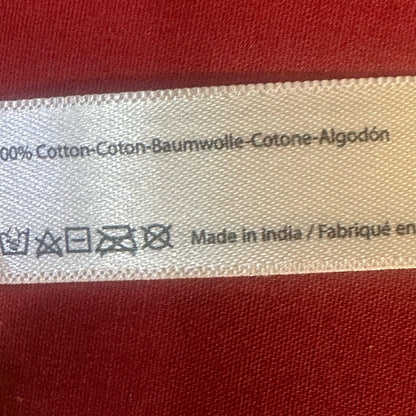 00% Cotton-Coton-Baumwolle-Cotone-Algodón
Made in india / Fabriqué en